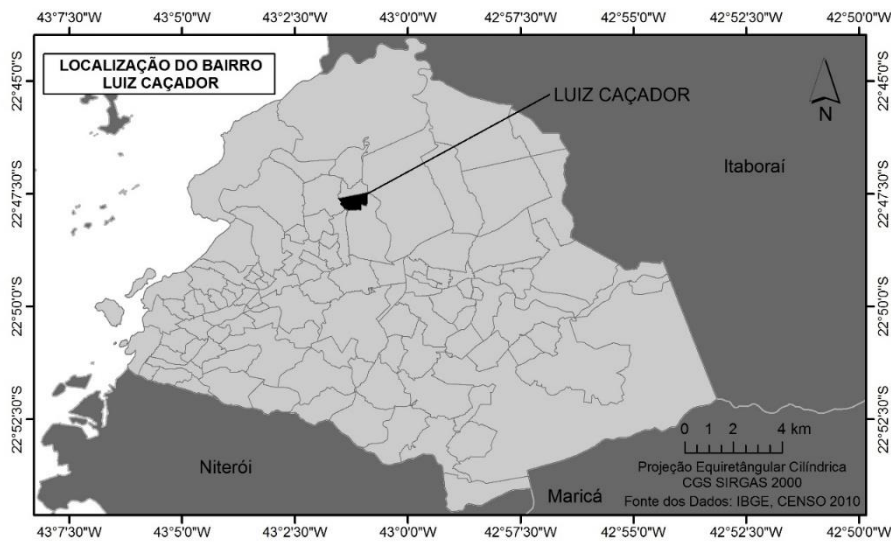 43°7'30"W 43°5'0"W 43°2'30"W 43°0'0"W 42°57'30"W 42°55'0"W 42°52'30"W 42°50'0"W
LOCALIZAÇÃO DO BAIRRO
LUIZ CAÇADOR
LUIZ CAÇADOR
N
Itaboraí
22°45'0"S
22°45'0"S
22°47'30"S
22°47'30"S
22°50'0"S
22°50'0"S
22°52'30"S
22°52'30"S
0 1 2 4 km
Niterói
Projeção Equiretângular Cilíndrica
CGS SIRGAS 2000
Maricá
Fonte dos Dados: IBGE, CENSO 2010
43°7'30"W 43°5'0"W 43°2'30"W 43°0'0"W 42°57'30"W 42°55'0"W 42°52'30"W 42°50'0"W